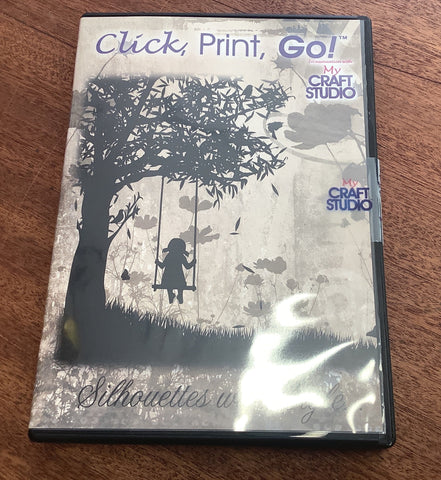 Click, Print, Go!™
My
CRAFT
STUDIO
My
CRAFT
STUDIO
Silhouettes